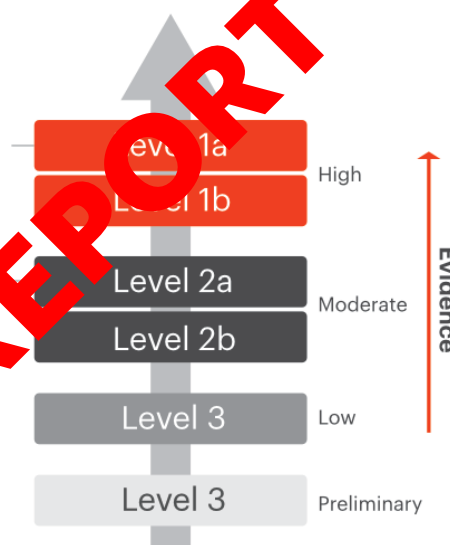 Level 1a
Level 1b
High
Level 2a
Level 2b
Moderate
Level 3
Low
Level 3
Preliminary
Evidence
EPORT